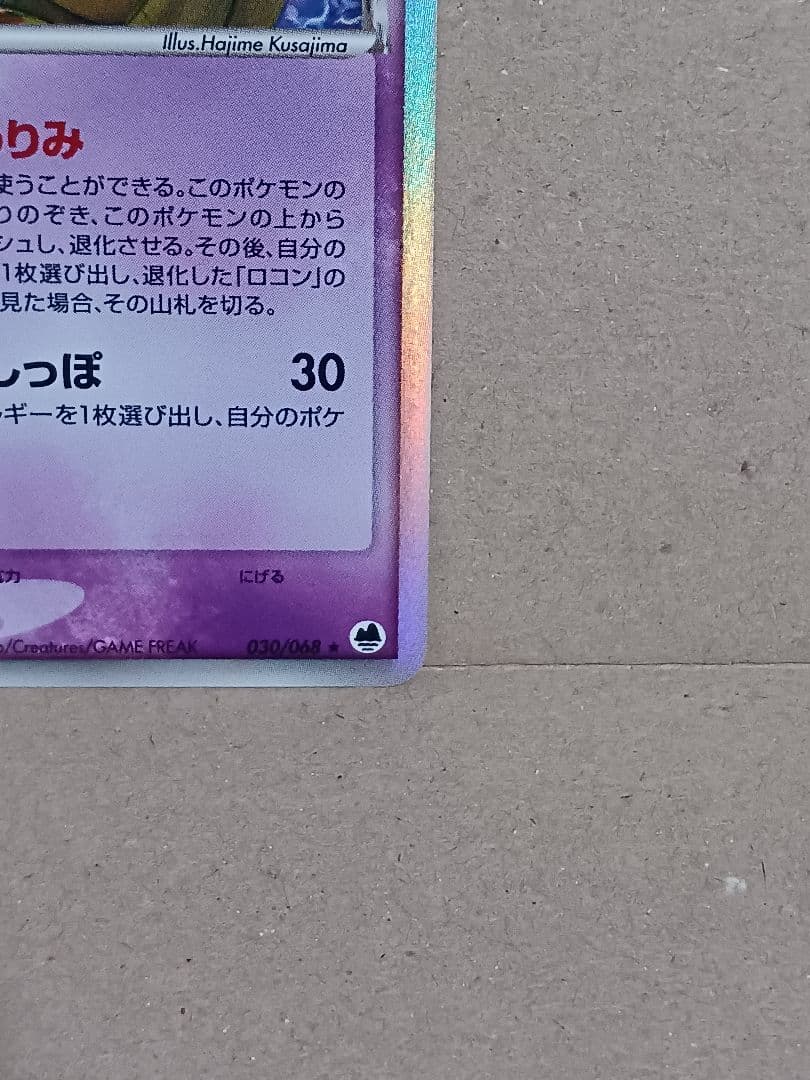 Illus.Hajime Kusajima
りみ
使うことができる。このポケモンの
りのぞき、このポケモンの上から
シュし、退化させる。その後、自分の
1枚選び出し、退化した「ロコン」の
見た場合、その山札を切る。
しっぽ 30
ギーを1枚選び出し、自分のポケ
力 にげる
/Creatures/GAME FREAK 030/068 ★